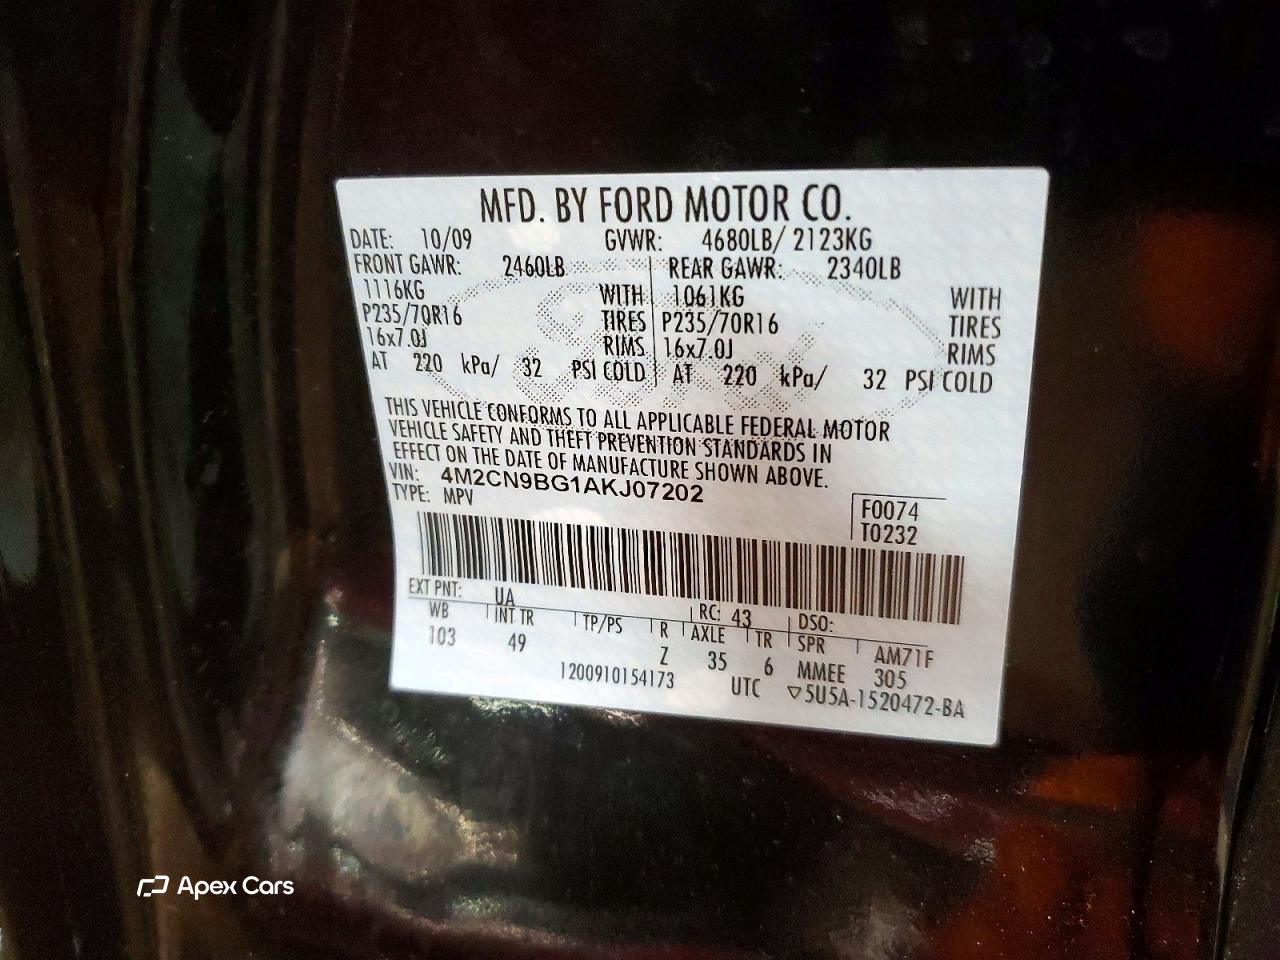 MFD. BY FORD MOTOR CO.
DATE: 10/09 GVWR: 4680LB/ 2123KG
FRONT GAWR: 2460LB REAR GAWR: 2340LB
1116KG WITH 1061KG WITH
P235/70R16 TIRES P235/70R16 TIRES
16x7.0J RIMS 16x7.0J RIMS
AT 220 kPa/ 32 PSI COLD AT 220 kPa/ 32 PSI COLD
THIS VEHICLE CONFORMS TO ALL APPLICABLE FEDERAL MOTOR
VEHICLE SAFETY AND THEFT PREVENTION STANDARDS IN
EFFECT ON THE DATE OF MANUFACTURE SHOWN ABOVE.
VIN: 4M2CN9BG1AKJ07202
TYPE: MPV
F0074
T0232
EXT PNT: UA RC: 43 DSO:
WB INT TR TP/PS R AXLE TR SPR AM71F
103 49 Z 35 6 MMEE 305
1200910154173 UTC ▽5U5A-1520472-BA
Apex Cars